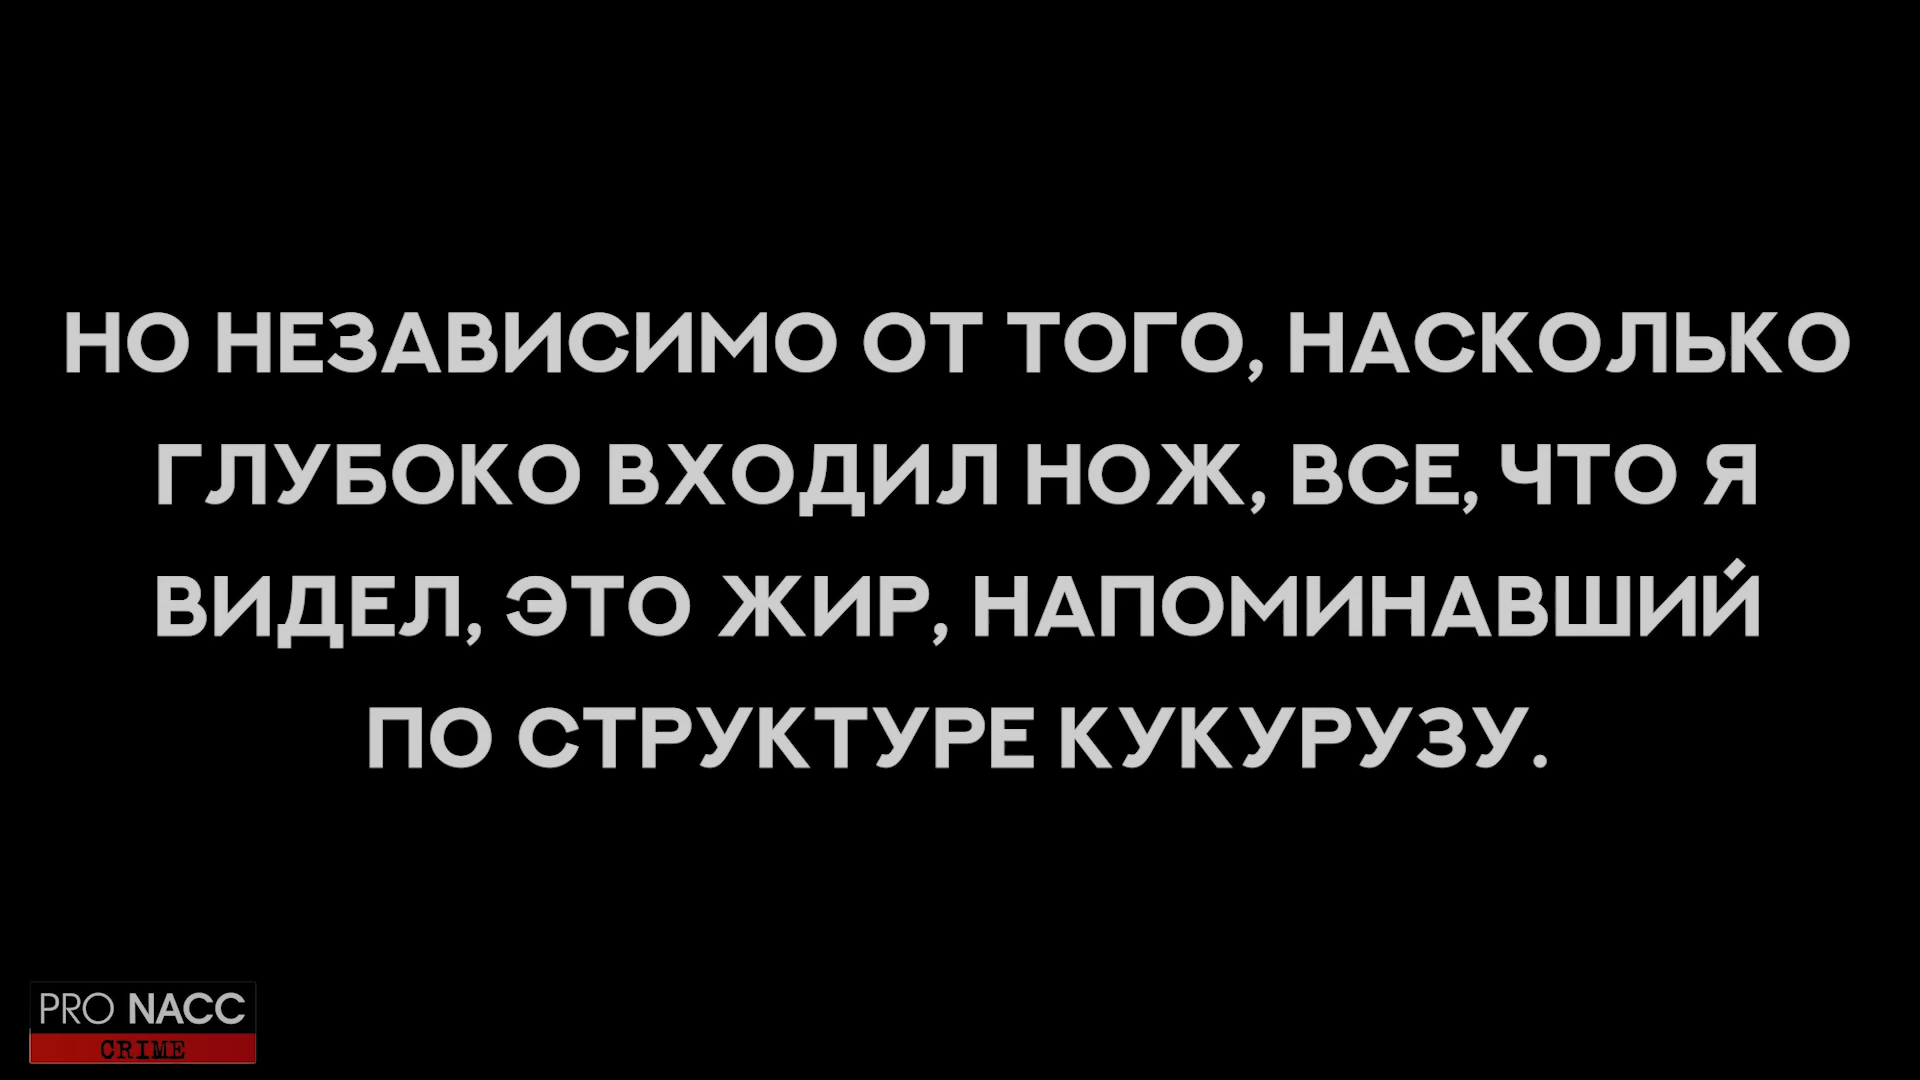 НО НЕЗАВИСИМО ОТ ТОГО, НАСКОЛЬКО
ГЛУБОКО ВХОДИЛ НОЖ, ВСЕ, ЧТО Я
ВИДЕЛ, ЭТО ЖИР, НАПОМИНАВШИЙ
ПО СТРУКТУРЕ КУКУРУЗУ.
PRO NACC
CRIME